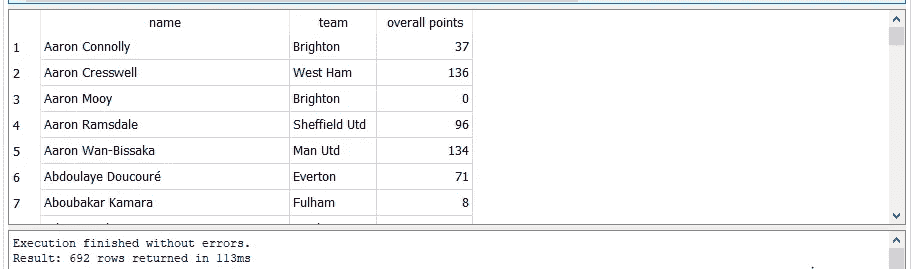 name team overall points
1 Aaron Connolly Brighton 37
2 Aaron Cresswell West Ham 136
3 Aaron Mooy Brighton 0
4 Aaron Ramsdale Sheffield Utd 96
5 Aaron Wan-Bissaka Man Utd 134
6 Abdoulaye Doucouré Everton 71
7 Aboubakar Kamara Fulham 8
Execution finished without errors.
Result: 692 rows returned in 113ms